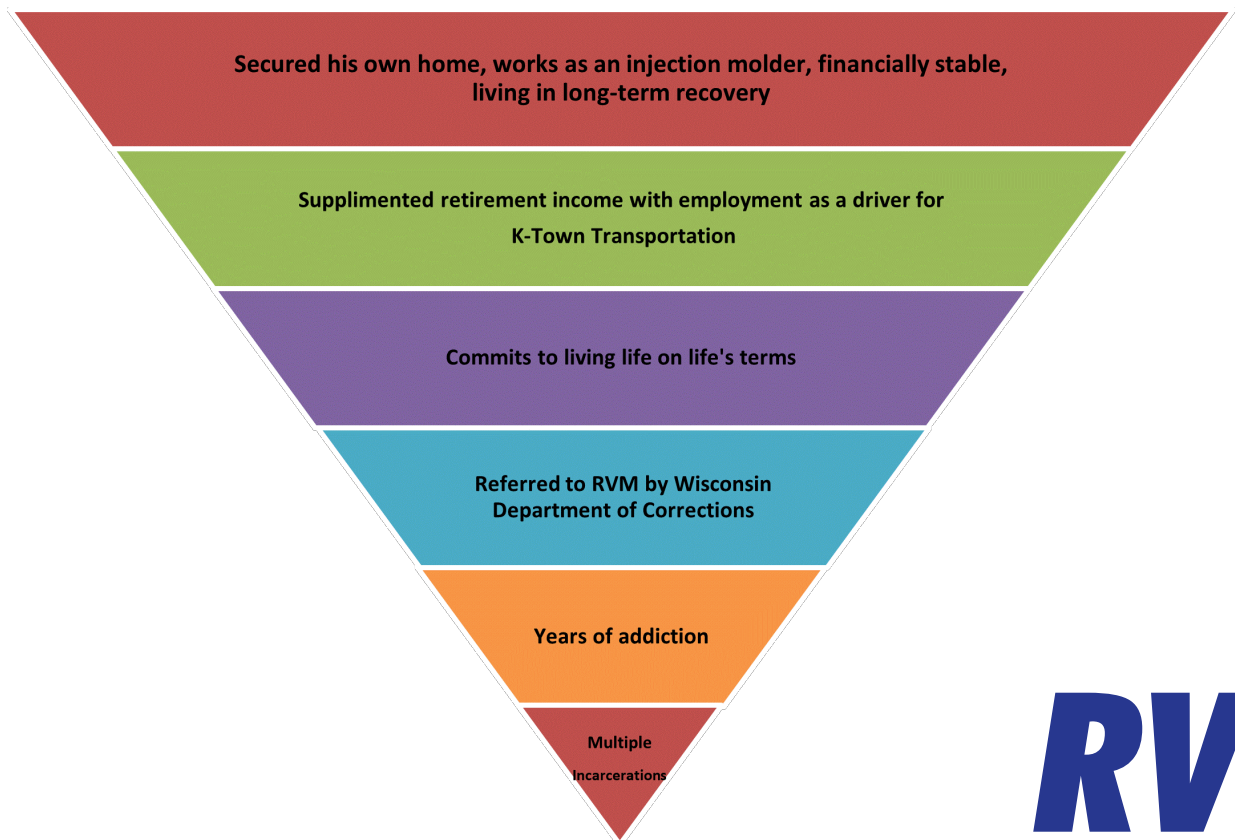 Secured his own home, works as an injection molder, financially stable,
living in long-term recovery
Supplimented retirement income with employment as a driver for
K-Town Transportation
Commits to living life on life's terms
Referred to RVM by Wisconsin
Department of Corrections
Years of addiction
Multiple
Incarcerations
RV